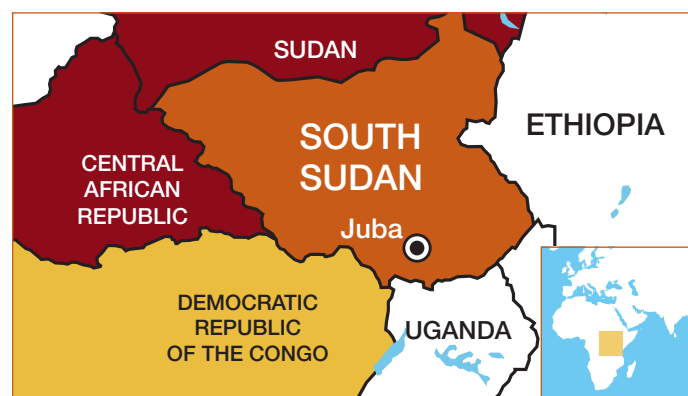 SUDAN
SOUTH
SUDAN
ETHIOPIA
CENTRAL
AFRICAN
REPUBLIC
Juba
DEMOCRATIC
REPUBLIC
OF THE CONGO
UGANDA